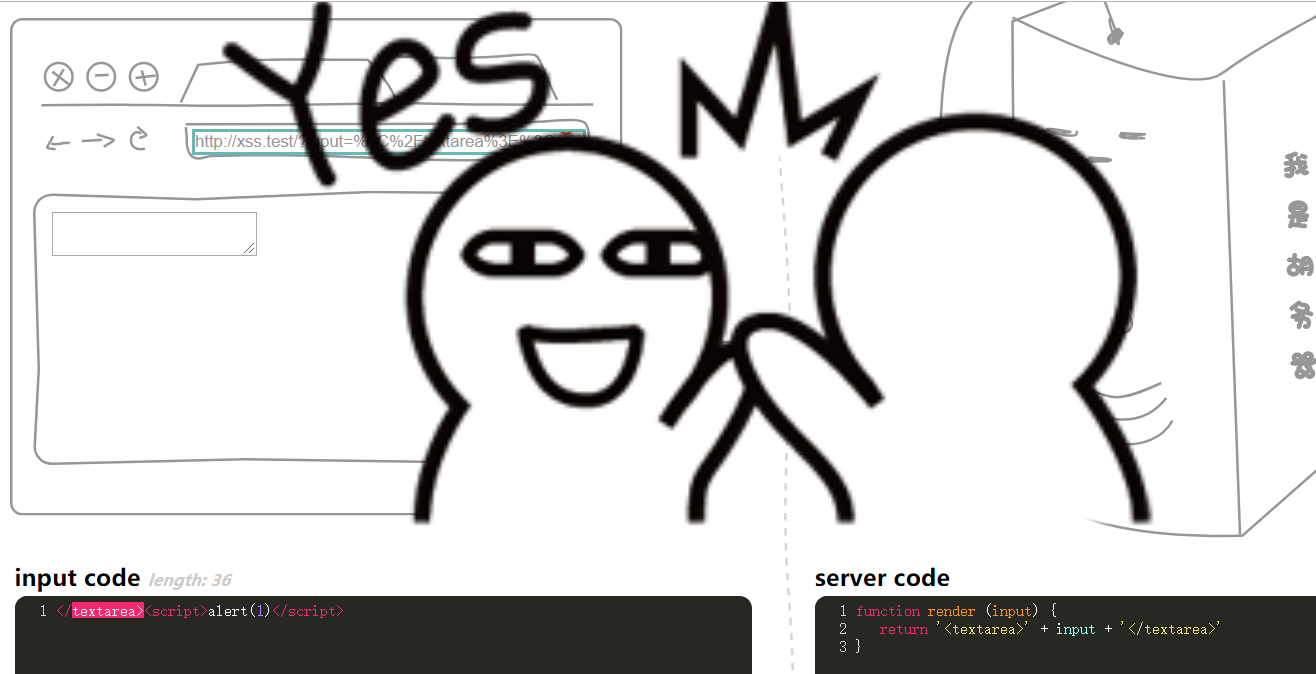 Yes
http://xss.test/?input=%3C%2Ftextarea%3E%3C
我
是
胡
务
器
input code length: 36
1 </textarea><script>alert(1)</script>
server code
1 function render (input) {
2 return '<textarea>' + input + '</textarea>'
3 }